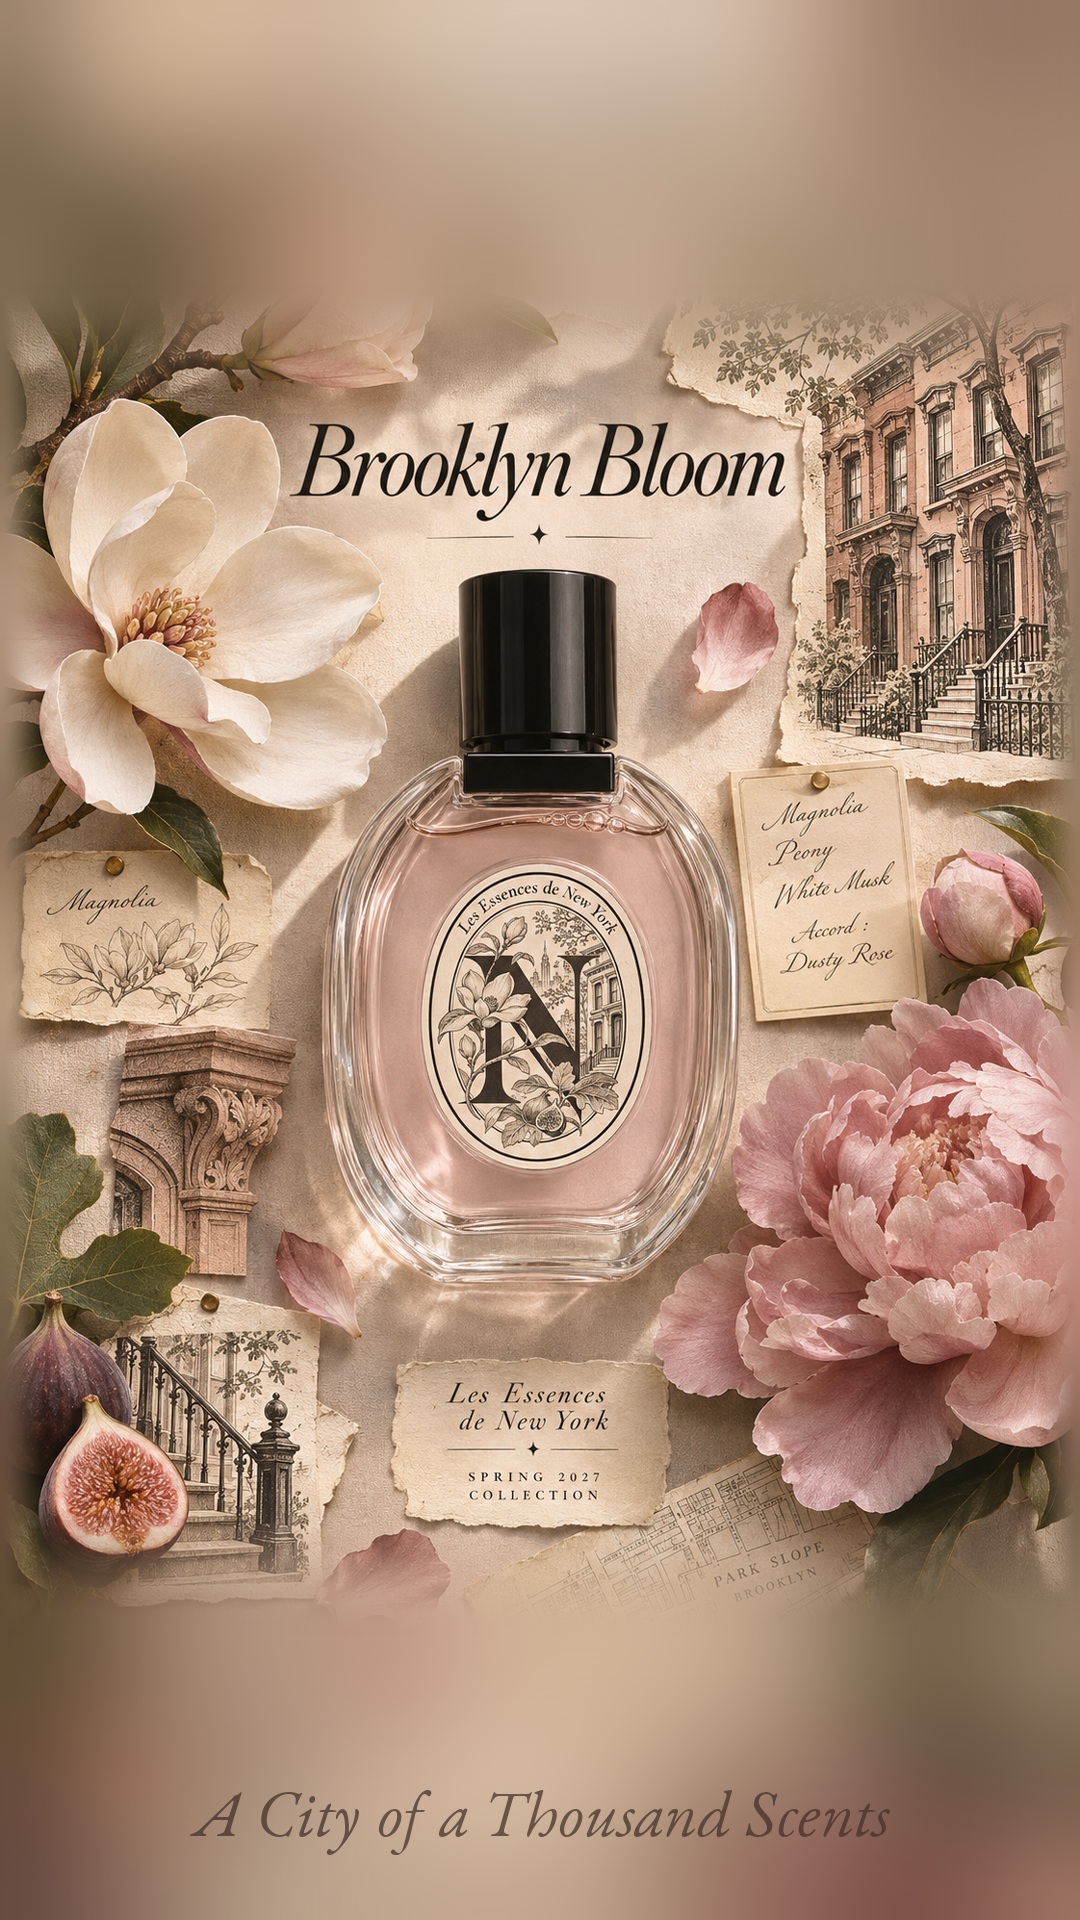 Brooklyn Bloom
Magnolia
Peony
White Musk
Accord :
Dusty Rose
Magnolia
Les Essences de New York
N
Les Essences
de New York
SPRING 2027
COLLECTION
PARK SLOPE
BROOKLYN
A City of a Thousand Scents